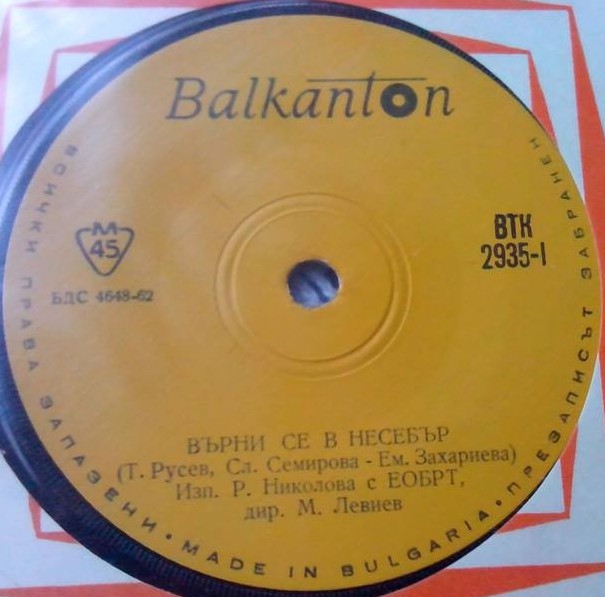 Balkanton
М
45
БДС 4648-62
ВТК
2935-I
ВЪРНИ СЕ В НЕСЕБЪР
(Т. Русев, Сл. Семирова - Ем. Захариева)
Изп. Р. Николова с ЕОБРТ,
дир. М. Левиев
ВСИЧКИ ПРАВА ЗАПАЗЕНИ • MADE IN BULGARIA • ПРЕЗАПИСЪТ ЗАБРАНЕН